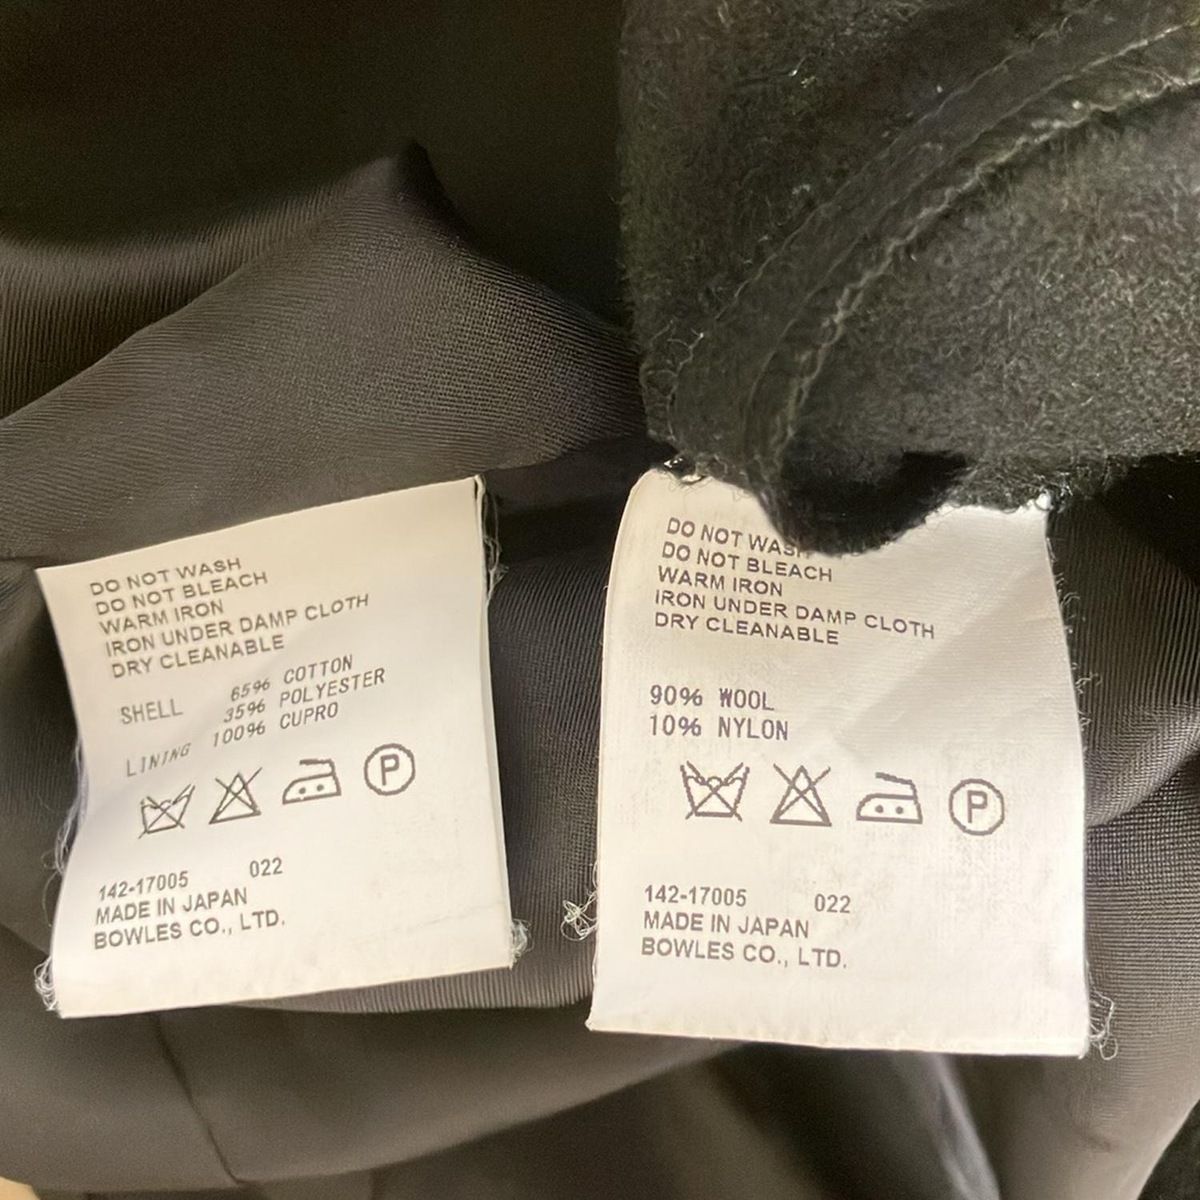 DO NOT WASH
DO NOT BLEACH
WARM IRON
IRON UNDER DAMP CLOTH
DRY CLEANABLE
SHELL 65% COTTON
35% POLYESTER
LINING 100% CUPRO
P
142-17005 022
MADE IN JAPAN
BOWLES CO., LTD.
DO NOT WASH
DO NOT BLEACH
WARM IRON
IRON UNDER DAMP CLOTH
DRY CLEANABLE
90% WOOL
10% NYLON
P
142-17005 022
MADE IN JAPAN
BOWLES CO., LTD.